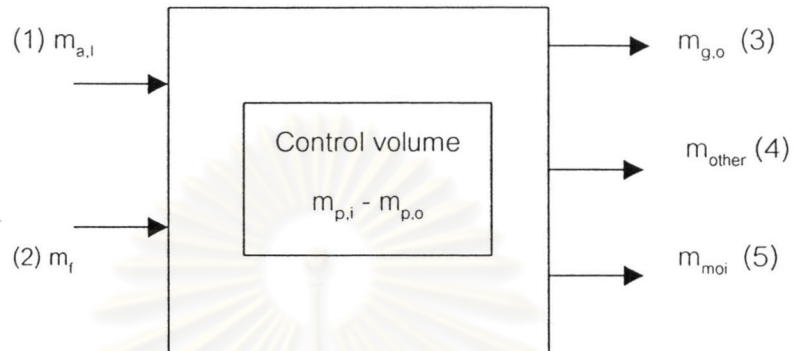 (1) m_a,I
(2) m_f
Control volume
m_p,i - m_p,o
m_g,o (3)
m_other (4)
m_moi (5)